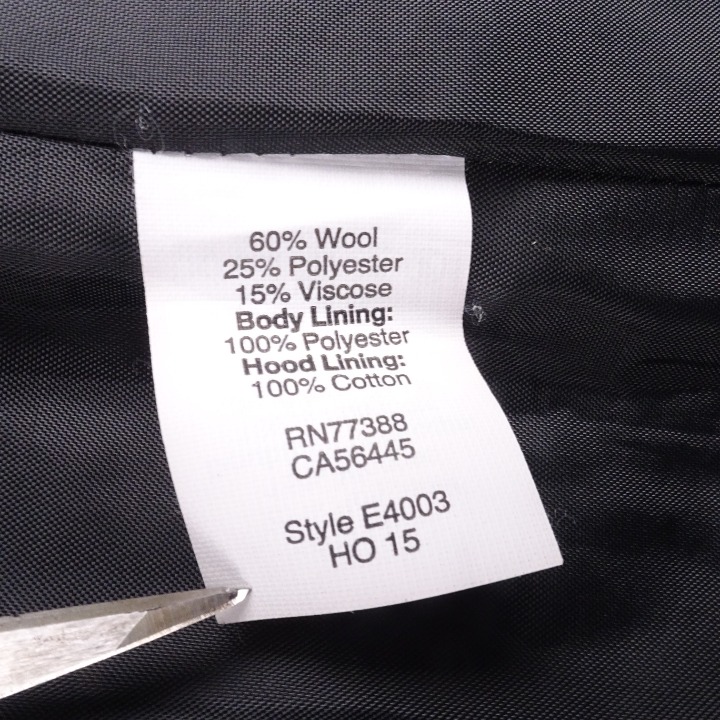 60% Wool
25% Polyester
15% Viscose
Body Lining:
100% Polyester
Hood Lining:
100% Cotton
RN77388
CA56445
Style E4003
HO 15